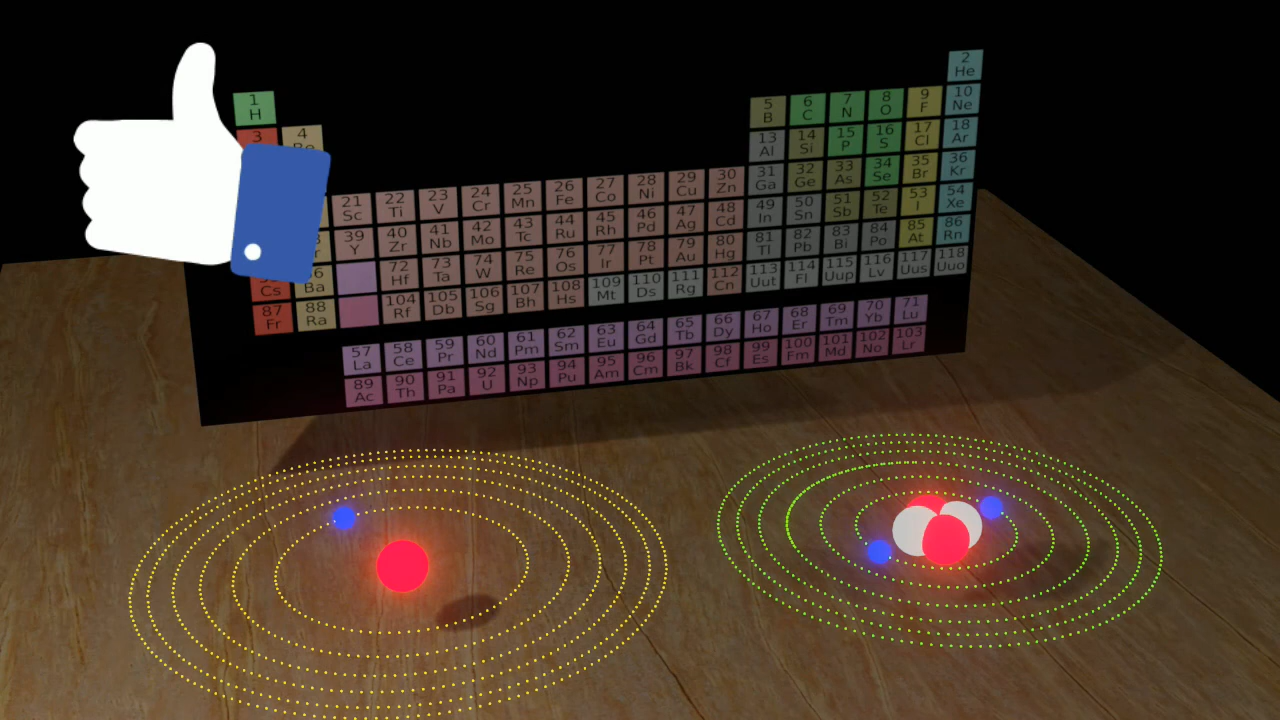 1 2
H He
3 4 5 6 7 8 9 10
B C N O F Ne
13 14 15 16 17 18
Al Si P S Cl Ar
21 22 23 24 25 26 27 28 29 30 31 32 33 34 35 36
Sc Ti V Cr Mn Fe Co Ni Cu Zn Ga Ge As Se Br Kr
39 40 41 42 43 44 45 46 47 48 49 50 51 52 53 54
Y Zr Nb Mo Tc Ru Rh Pd Ag Cd In Sn Sb Te I Xe
72 73 74 75 76 77 78 79 80 81 82 83 84 85 86
Cs Ba Hf Ta W Re Os Ir Pt Au Hg Tl Pb Bi Po At Rn
87 88 104 105 106 107 108 109 110 111 112 113 114 115 116 117 118
Fr Ra Rf Db Sg Bh Hs Mt Ds Rg Cn Uut Fl Uup Lv Uus Uuo
57 58 59 60 61 62 63 64 65 66 67 68 69 70 71
La Ce Pr Nd Pm Sm Eu Gd Tb Dy Ho Er Tm Yb Lu
89 90 91 92 93 94 95 96 97 98 99 100 101 102 103
Ac Th Pa U Np Pu Am Cm Bk Cf Es Fm Md No Lr